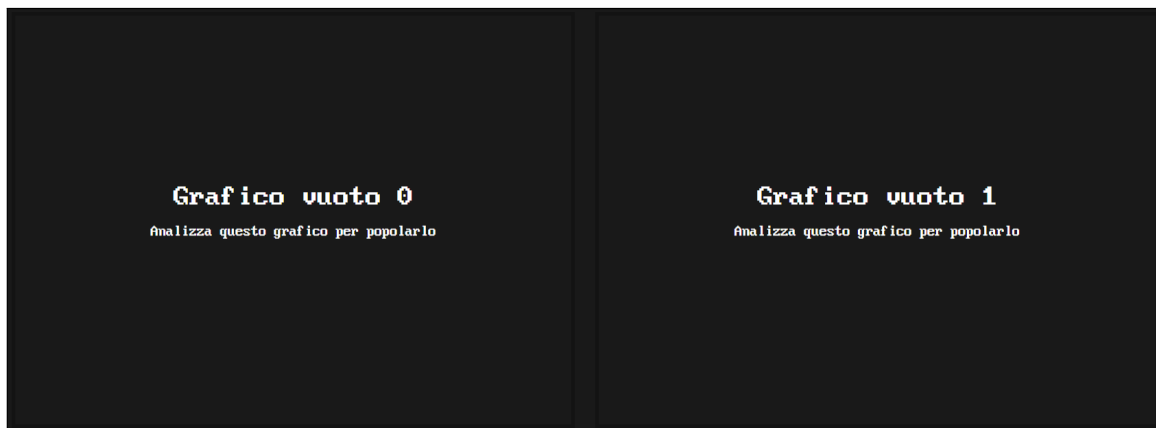 Grafico vuoto 0
Analizza questo grafico per popolarlo
Grafico vuoto 1
Analizza questo grafico per popolarlo